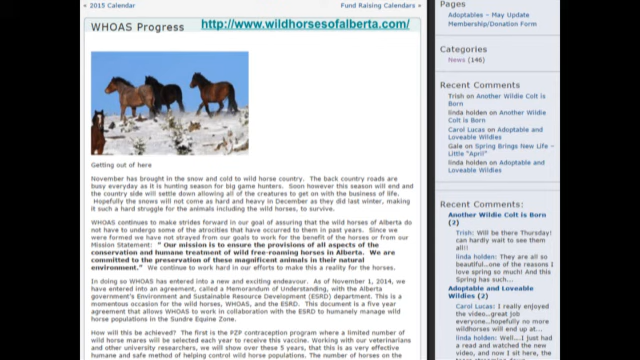 « 2015 Calendar
Fund Raising Calendars »
WHOAS Progress
http://www.wildhorsesofalberta.com/
Getting out of here
November has brought in the snow and cold to wild horse country. The back country roads are
busy everyday as it is hunting season for big game hunters. Soon however this season will end and
the country side will settle down allowing all of the creatures to get on with the business of life.
Hopefully the snows will not come as hard and heavy in December as they did last winter, making
it such a hard struggle for the animals including the wild horses, to survive.
WHOAS continues to make strides forward in our goal of assuring that the wild horses of Alberta do
not have to undergo some of the atrocities that have occurred to them in past years. Since we
were formed we have not strayed from our goals to work for the benefit of the horses or from our
Mission Statement: " Our mission is to ensure the provisions of all aspects of the
conservation and humane treatment of wild free-roaming horses in Alberta. We are
committed to the preservation of these magnificent animals in their natural
environment." We continue to work hard in our efforts to make this a reality for the horses.
In doing so WHOAS has entered into a new and exciting endeavour. As of November 1, 2014, we
have entered into an agreement, called a Memorandum of Understanding, with the Alberta
government's Environment and Sustainable Resource Development (ESRD) department. This is a
momentous occasion for the wild horses, WHOAS, and the ESRD. This document is a five year
agreement that allows WHOAS to work in collaboration with the ESRD to humanely manage wild
horse populations in the Sundre Equine Zone.
How will this be achieved? The first is the PZP contraception program where a limited number of
wild horse mares will be selected each year to receive this vaccine. Working with our veterinarians
and other university researchers, we will show over these 5 years, that this is as very effective
humane and safe method of helping control wild horse populations. The number of horses on the
Pages
Adoptables – May Update
Membership/Donation Form
Categories
News (146)
Recent Comments
Trish on Another Wildie Colt is
Born
linda holden on Another Wildie
Colt is Born
Carol Lucas on Adoptable and
Loveable Wildies
Gale on Spring Brings New Life –
Little "April"
linda holden on Adoptable and
Loveable Wildies
Recent Comments:
Another Wildie Colt is Born
(2)
Trish: Will be there Thursday!
can hardly wait to see them
all!!
linda holden: They are all so
beautiful...one of the reasons I
love spring so much! And this
Spring has such...
Adoptable and Loveable
Wildies (2)
Carol Lucas: I really enjoyed
the video...great job
everyone...hopefully no more
wildhorses will end up at...
linda holden: Well...I just had
a read and watched the new
video, and now I sit here, the